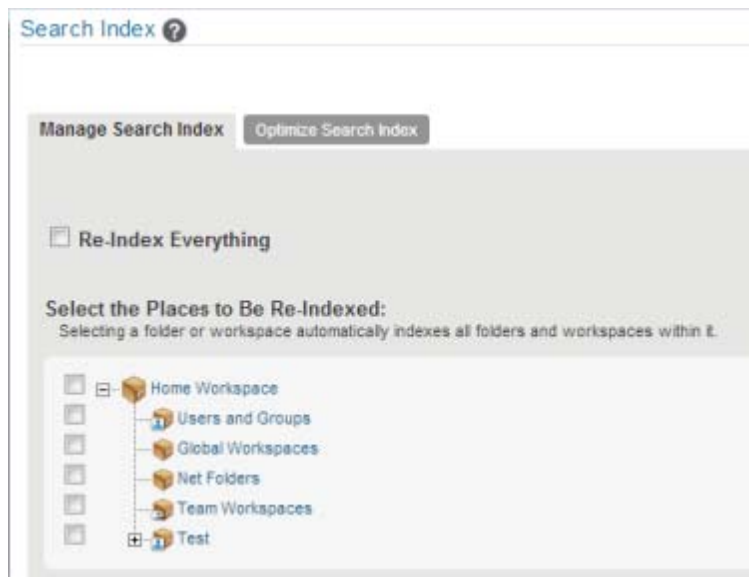 Search Index ?
Manage Search Index Optimize Search Index
Re-Index Everything
Select the Places to Be Re-Indexed:
Selecting a folder or workspace automatically indexes all folders and workspaces within it.
Home Workspace
Users and Groups
Global Workspaces
Net Folders
Team Workspaces
Test